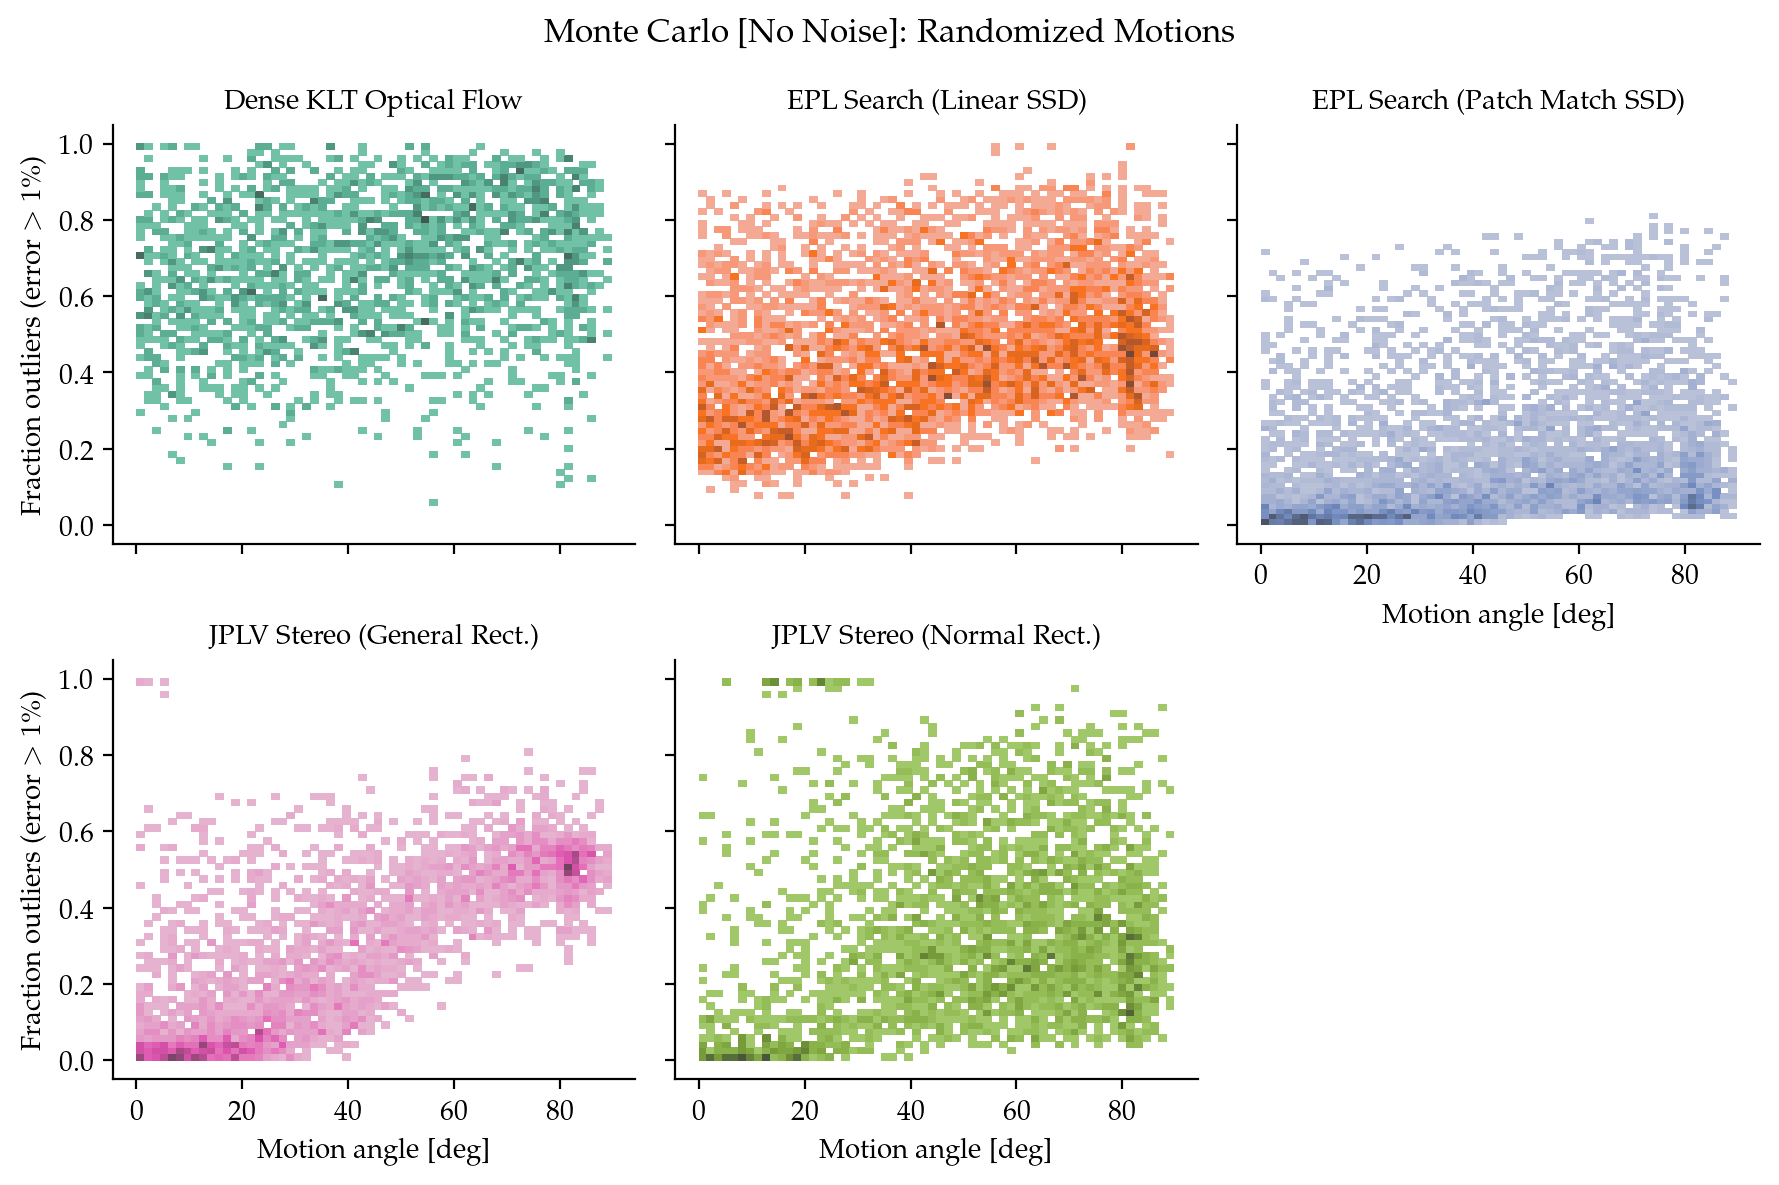 Monte Carlo [No Noise]: Randomized Motions
Dense KLT Optical Flow
EPL Search (Linear SSD)
EPL Search (Patch Match SSD)
Fraction outliers (error > 1%)
1.0
0.8
0.6
0.4
0.2
0.0
0 20 40 60 80
Motion angle [deg]
JPLV Stereo (General Rect.)
JPLV Stereo (Normal Rect.)
Fraction outliers (error > 1%)
1.0
0.8
0.6
0.4
0.2
0.0
0 20 40 60 80
Motion angle [deg]
0 20 40 60 80
Motion angle [deg]